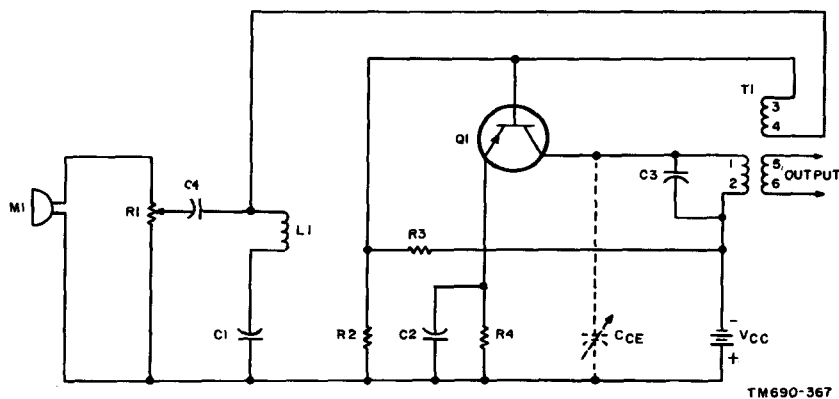 T1
3
4
Q1
C4
C3
1
2
5
6
OUTPUT
M1
R1
L1
R3
C1
R2
C2
R4
CCE
-
VCC
+
TM690-367